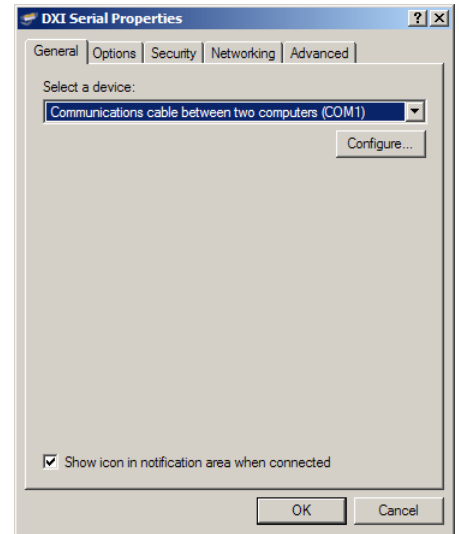 DXI Serial Properties
General Options Security Networking Advanced
Select a device:
Communications cable between two computers (COM1)
Configure...
Show icon in notification area when connected
OK Cancel